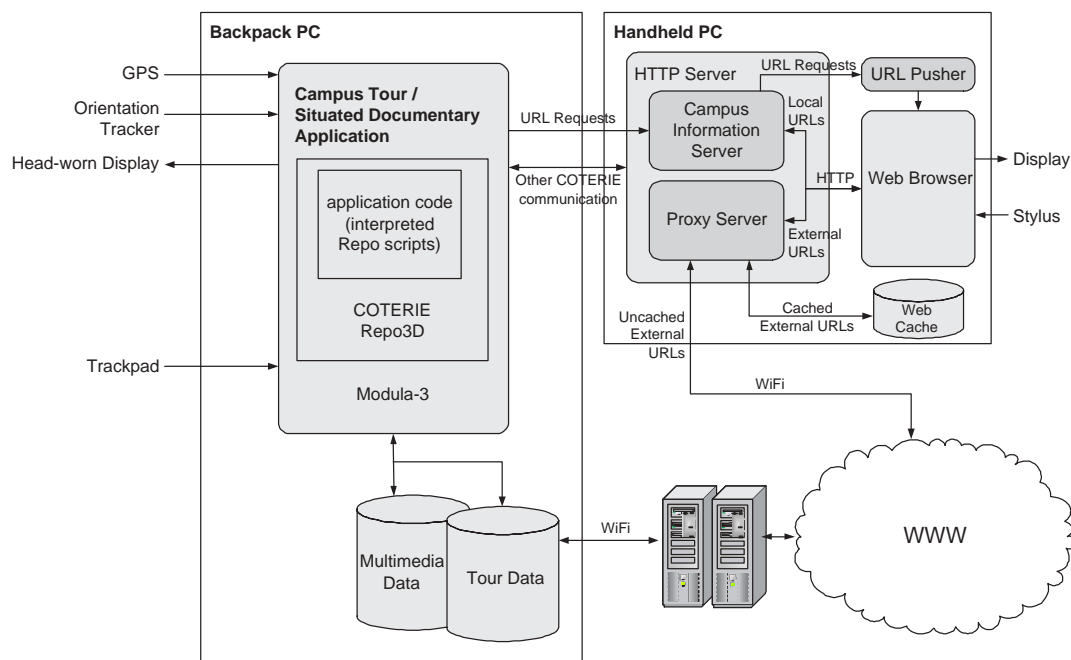 Backpack PC
Handheld PC
GPS
Orientation
Tracker
Head-worn Display
Trackpad
Campus Tour /
Situated Documentary
Application
application code
(interpreted
Repo scripts)
COTERIE
Repo3D
Modula-3
Multimedia
Data
Tour Data
URL Requests
Other COTERIE
communication
HTTP Server
Campus
Information
Server
Proxy Server
URL Requests
Local
URLs
HTTP
External
URLs
URL Pusher
Web Browser
Display
Stylus
Cached
External URLs
Web
Cache
Uncached
External
URLs
WiFi
WiFi
WWW